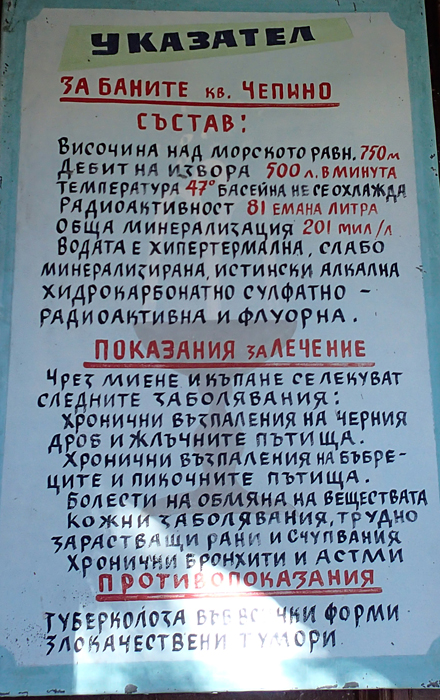 УКАЗАТЕЛ
ЗА БАНИТЕ КВ. ЧЕПИНО
СЪСТАВ:
ВИСОЧИНА НАД МОРСКОТО РАВН. 750 М
ДЕБИТ НА ИЗВОРА 500 Л. В МИНУТА
ТЕМПЕРАТУРА 47° БАСЕЙНА НЕ СЕ ОХЛАЖДА
РАДИОАКТИВНОСТ 81 ЕМАНА ЛИТРА
ОБЩА МИНЕРАЛИЗАЦИЯ 201 МИЛ/Л
ВОДАТА Е ХИПЕРТЕРМАЛНА, СЛАБО
МИНЕРАЛИЗИРАНА, ИСТИНСКИ АЛКАЛНА
ХИДРОКАРБОНАТНО СУЛФАТНО –
РАДИОАКТИВНА И ФЛУОРНА.
ПОКАЗАНИЯ ЗА ЛЕЧЕНИЕ
ЧРЕЗ МИЕНЕ И КЪПАНЕ СЕ ЛЕКУВАТ
СЛЕДНИТЕ ЗАБОЛЯВАНИЯ:
ХРОНИЧНИ ВЪЗПАЛЕНИЯ НА ЧЕРНИЯ
ДРОБ И ЖЛЪЧНИТЕ ПЪТИЩА.
ХРОНИЧНИ ВЪЗПАЛЕНИЯ НА БЪБРЕ-
ЦИТЕ И ПИКОЧНИТЕ ПЪТИЩА.
БОЛЕСТИ НА ОБМЯНА НА ВЕЩЕСТВАТА
КОЖНИ ЗАБОЛЯВАНИЯ, ТРУДНО
ЗАРАСТВАЩИ РАНИ И СЧУПВАНИЯ
ХРОНИЧНИ БРОНХИТИ И АСТМИ
ПРОТИВОПОКАЗАНИЯ
ТУБЕРКОЛОЗА ВЪВ ВСИЧКИ ФОРМИ
ЗЛОКАЧЕСТВЕНИ ТУМОРИ